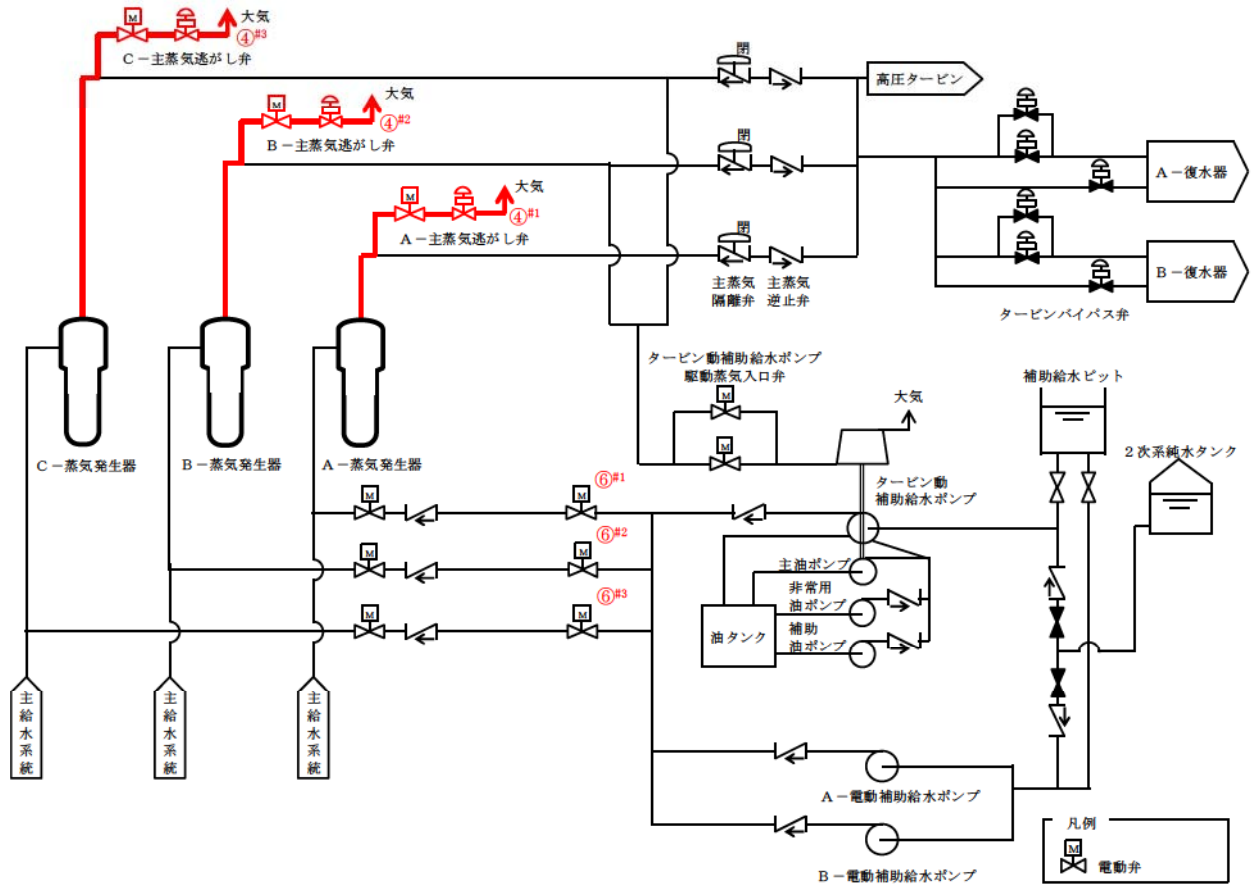 大気
M
④#3
C－主蒸気逃がし弁
大気
M
④#2
B－主蒸気逃がし弁
大気
M
④#1
A－主蒸気逃がし弁
閉
閉
閉
主蒸気
隔離弁
主蒸気
逆止弁
高圧タービン
A－復水器
B－復水器
タービンバイパス弁
C－蒸気発生器
B－蒸気発生器
A－蒸気発生器
タービン動補助給水ポンプ
駆動蒸気入口弁
M
M
大気
タービン動
補助給水ポンプ
補助給水ピット
2次系純水タンク
M
M
⑥#1
M
M
⑥#2
M
M
⑥#3
主油ポンプ
非常用
油ポンプ
補助
油ポンプ
油タンク
主給水系統
主給水系統
主給水系統
A－電動補助給水ポンプ
B－電動補助給水ポンプ
凡例
M
電動弁